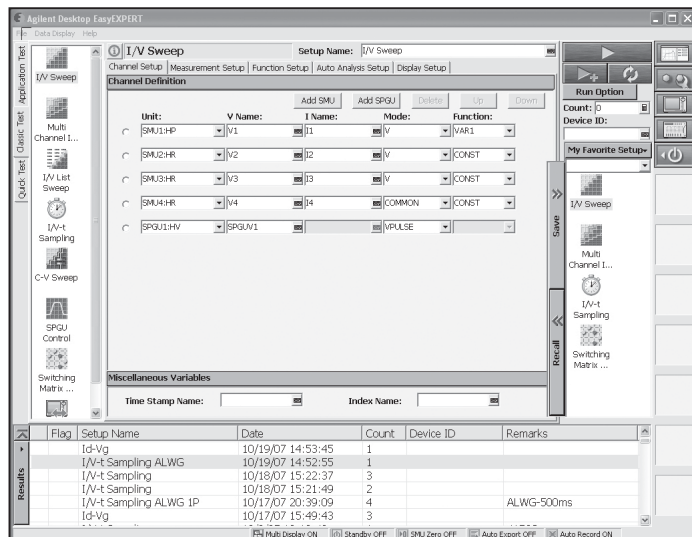 Agilent Desktop EasyEXPERT
File Data Display Help
Application Test
Classic Test
Quick Test
I/V Sweep
Multi
Channel I...
I/V List
Sweep
I/V-t
Sampling
C-V Sweep
SPGU
Control
Switching
Matrix ...
I/V Sweep
Setup Name: I/V Sweep
Channel Setup Measurement Setup Function Setup Auto Analysis Setup Display Setup
Channel Definition
Add SMU Add SPGU Delete Up Down
Unit: V Name: I Name: Mode: Function:
SMU1:HP V1 I1 V VAR1
SMU2:HR V2 I2 V CONST
SMU3:HR V3 I3 V CONST
SMU4:HR V4 I4 COMMON CONST
SPGU1:HV SPGUV1 VPULSE
Miscellaneous Variables
Time Stamp Name: Index Name:
Save
Recall
Run Option
Count: 0
Device ID:
My Favorite Setup
I/V Sweep
Multi
Channel I...
I/V-t
Sampling
Switching
Matrix ...
Results
Flag Setup Name Date Count Device ID Remarks
Id-Vg 10/19/07 14:53:45 1
I/V-t Sampling ALWG 10/19/07 14:52:55 1
I/V-t Sampling 10/18/07 15:22:37 3
I/V-t Sampling 10/18/07 15:21:49 2
I/V-t Sampling ALWG 1P 10/17/07 20:39:09 4 ALWG-500ms
Id-Vg 10/17/07 15:49:43 3
Multi Display ON Standby OFF SMU Zero OFF Auto Export OFF Auto Record ON